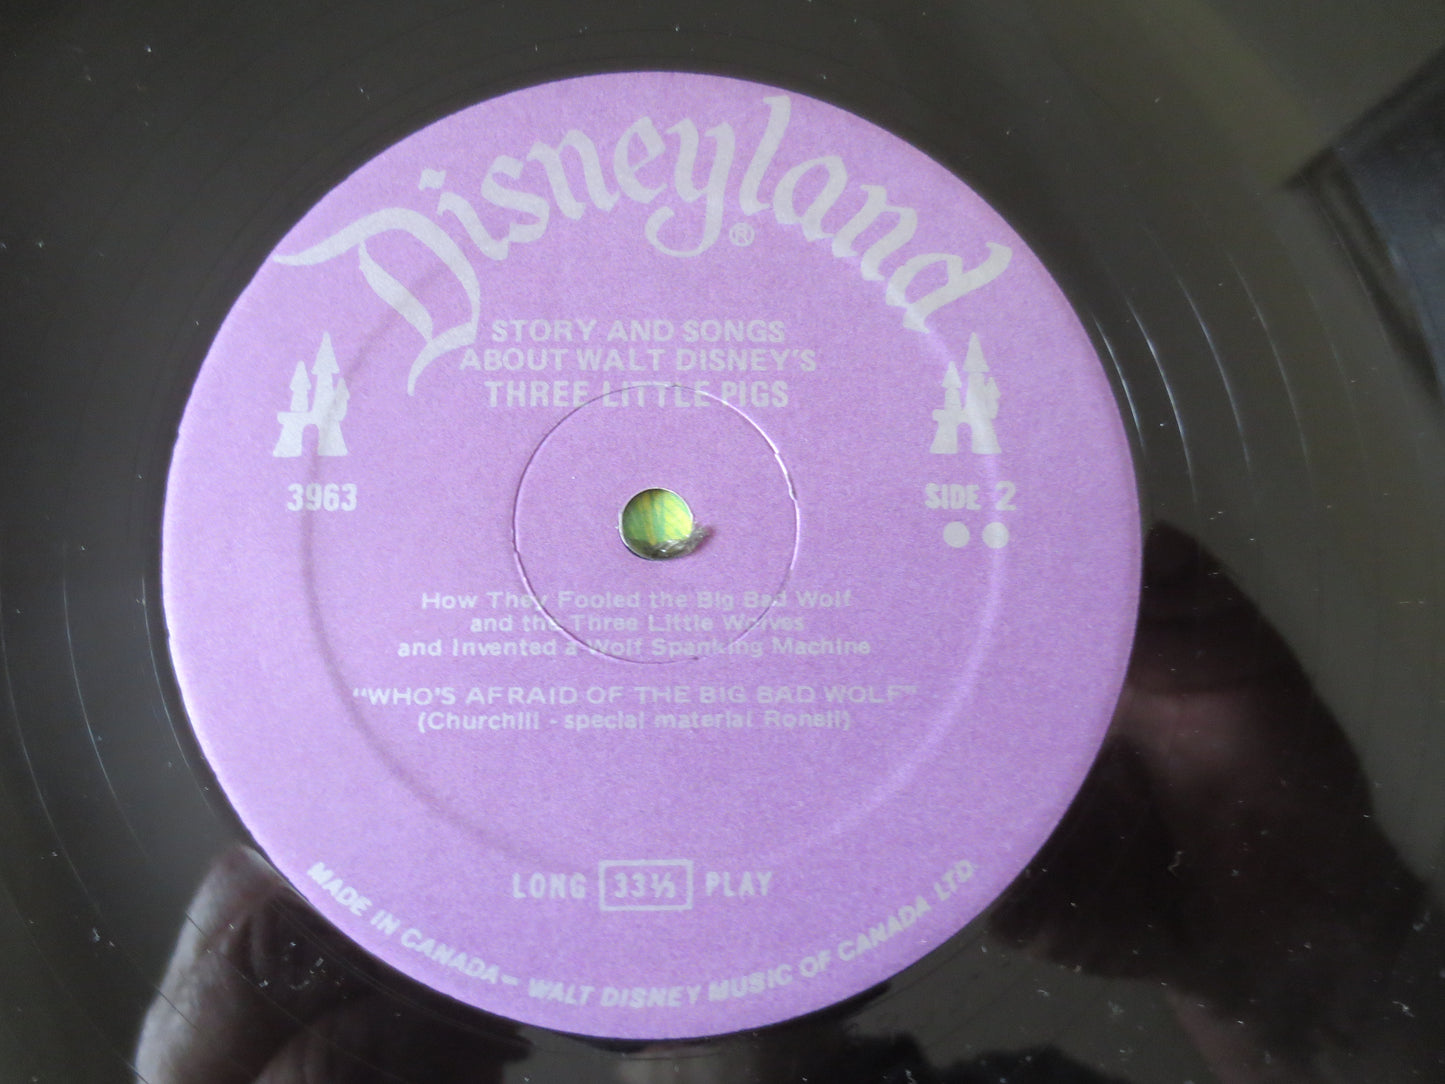 Disneyland®
STORY AND SONGS
ABOUT WALT DISNEY'S
THREE LITTLE PIGS
3963
SIDE 2
How They Fooled the Big Bad Wolf
and the Three Little Wolves
and Invented a Wolf Spanking Machine
"WHO'S AFRAID OF THE BIG BAD WOLF"
(Churchill - special material Ronell)
LONG 33⅓ PLAY
MADE IN CANADA — WALT DISNEY MUSIC OF CANADA LTD.